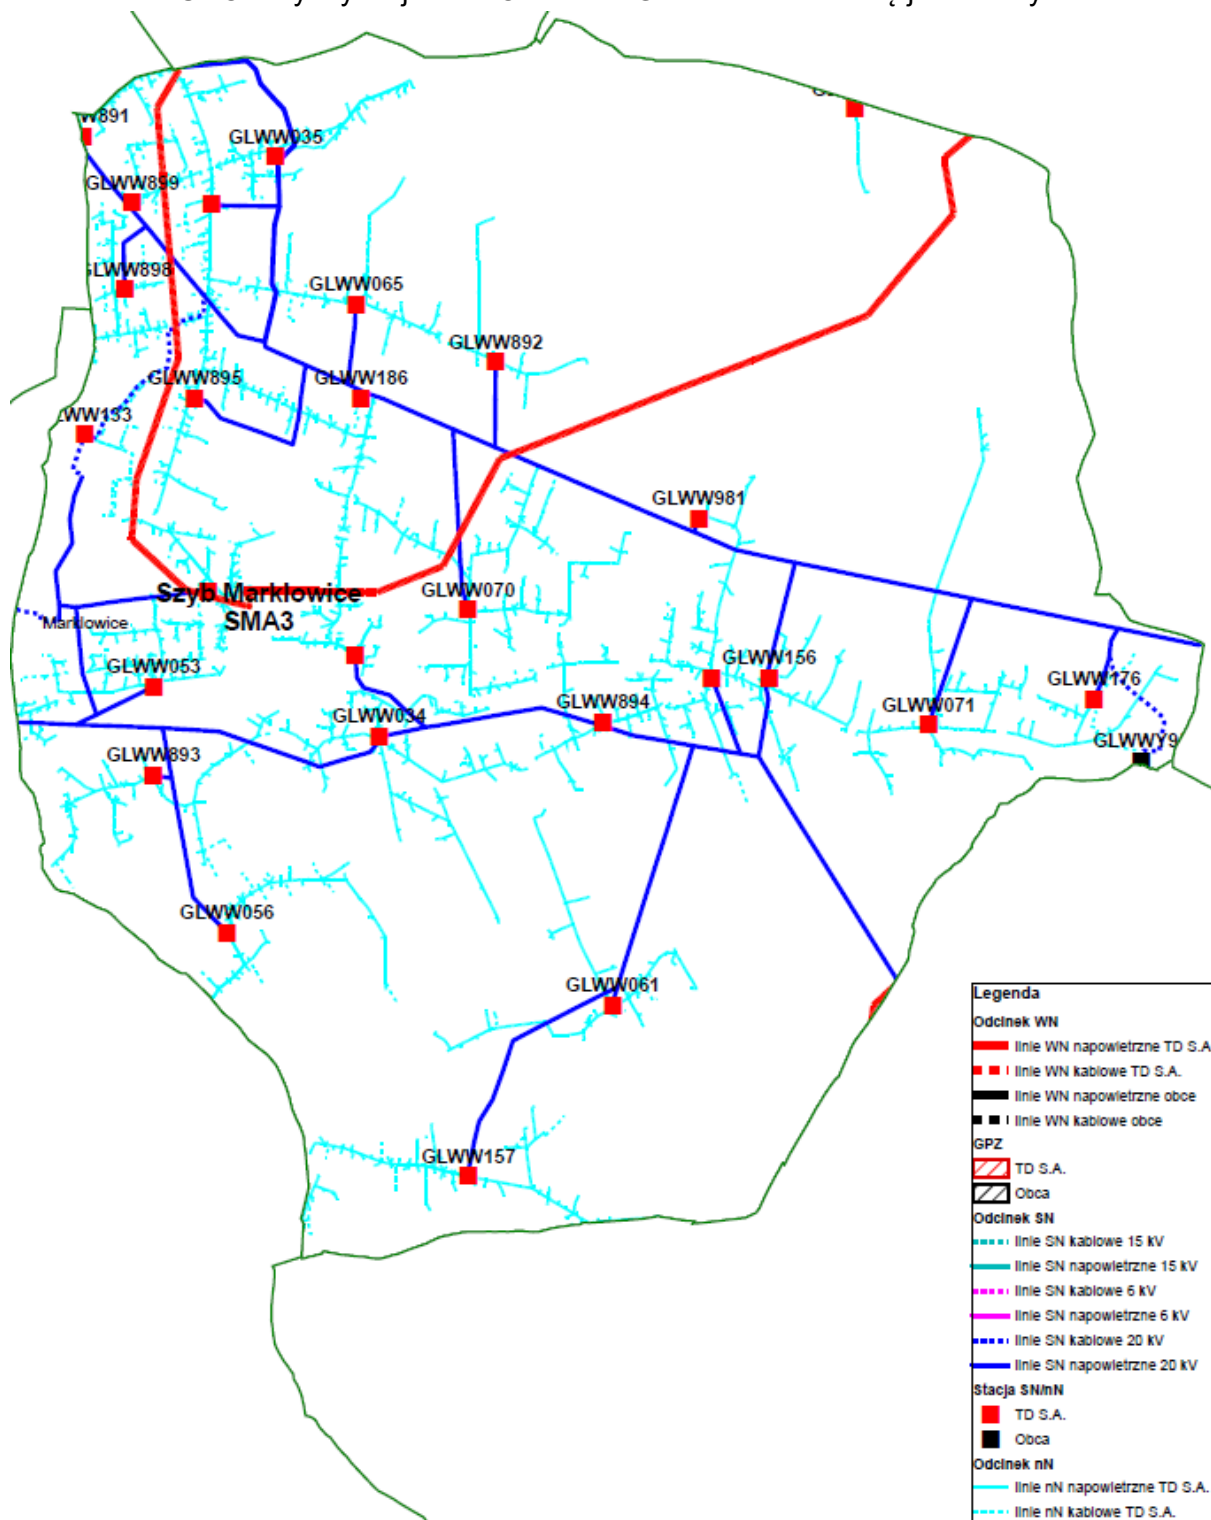 W891
GLWW035
GLWW899
GLWW898
GLWW065
GLWW892
GLWW895
GLWW186
WW133
GLWW981
Szyb Marklowice
SMA3
GLWW070
Marklowice
GLWW053
GLWW156
GLWW176
GLWW034
GLWW894
GLWW071
GLWWY9
GLWW893
GLWW056
GLWW061
GLWW157
Legenda
Odcinek WN
linie WN napowietrzne TD S.A
linie WN kablowe TD S.A.
linie WN napowietrzne obce
linie WN kablowe obce
GPZ
TD S.A.
Obca
Odcinek SN
linie SN kablowe 15 kV
linie SN napowietrzne 15 kV
linie SN kablowe 6 kV
linie SN napowietrzne 6 kV
linie SN kablowe 20 kV
linie SN napowietrzne 20 kV
Stacja SN/nN
TD S.A.
Obca
Odcinek nN
linie nN napowietrzne TD S.A.
linie nN kablowe TD S.A.